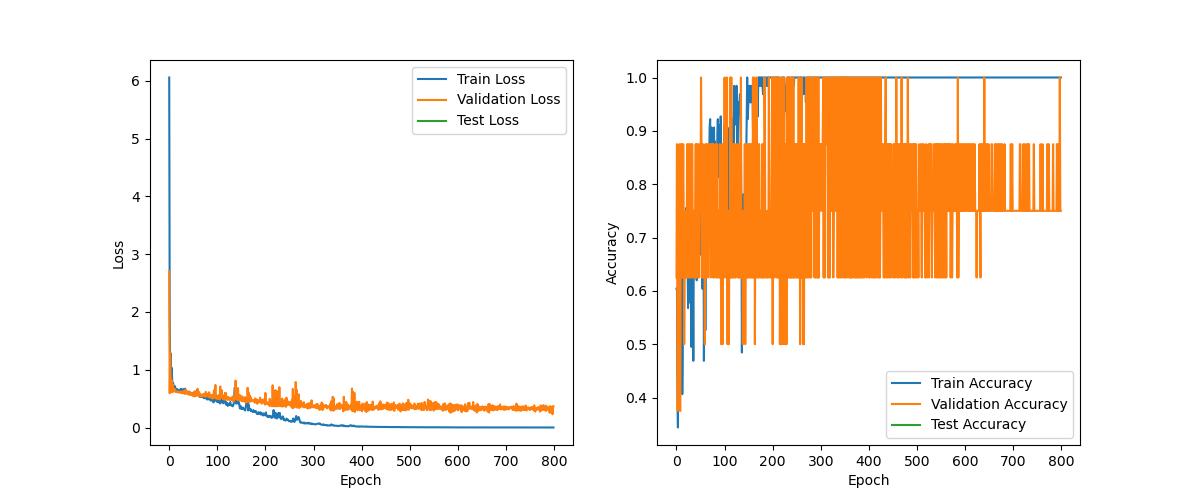 Train Loss
Validation Loss
Test Loss
6
5
4
3
2
1
0
Loss
0 100 200 300 400 500 600 700 800
Epoch
1.0
0.9
0.8
0.7
0.6
0.5
0.4
Accuracy
Train Accuracy
Validation Accuracy
Test Accuracy
0 100 200 300 400 500 600 700 800
Epoch